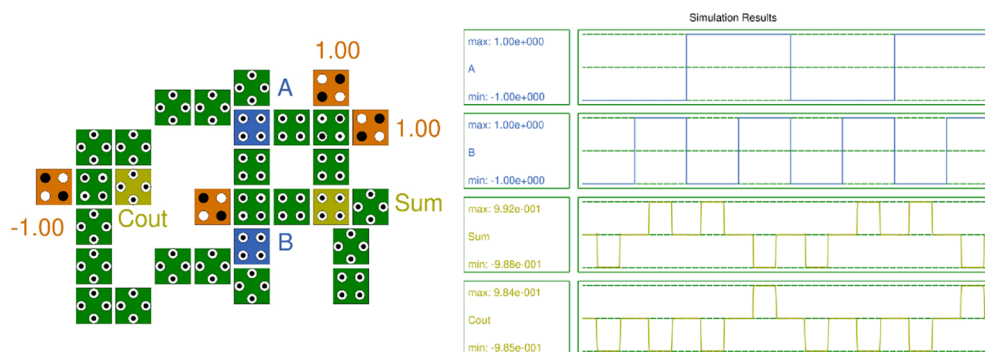 1.00
A
1.00
-1.00
Cout
Sum
B
Simulation Results
max: 1.00e+000
A
min: -1.00e+000
max: 1.00e+000
B
min: -1.00e+000
max: 9.92e-001
Sum
min: -9.88e-001
max: 9.84e-001
Cout
min: -9.85e-001